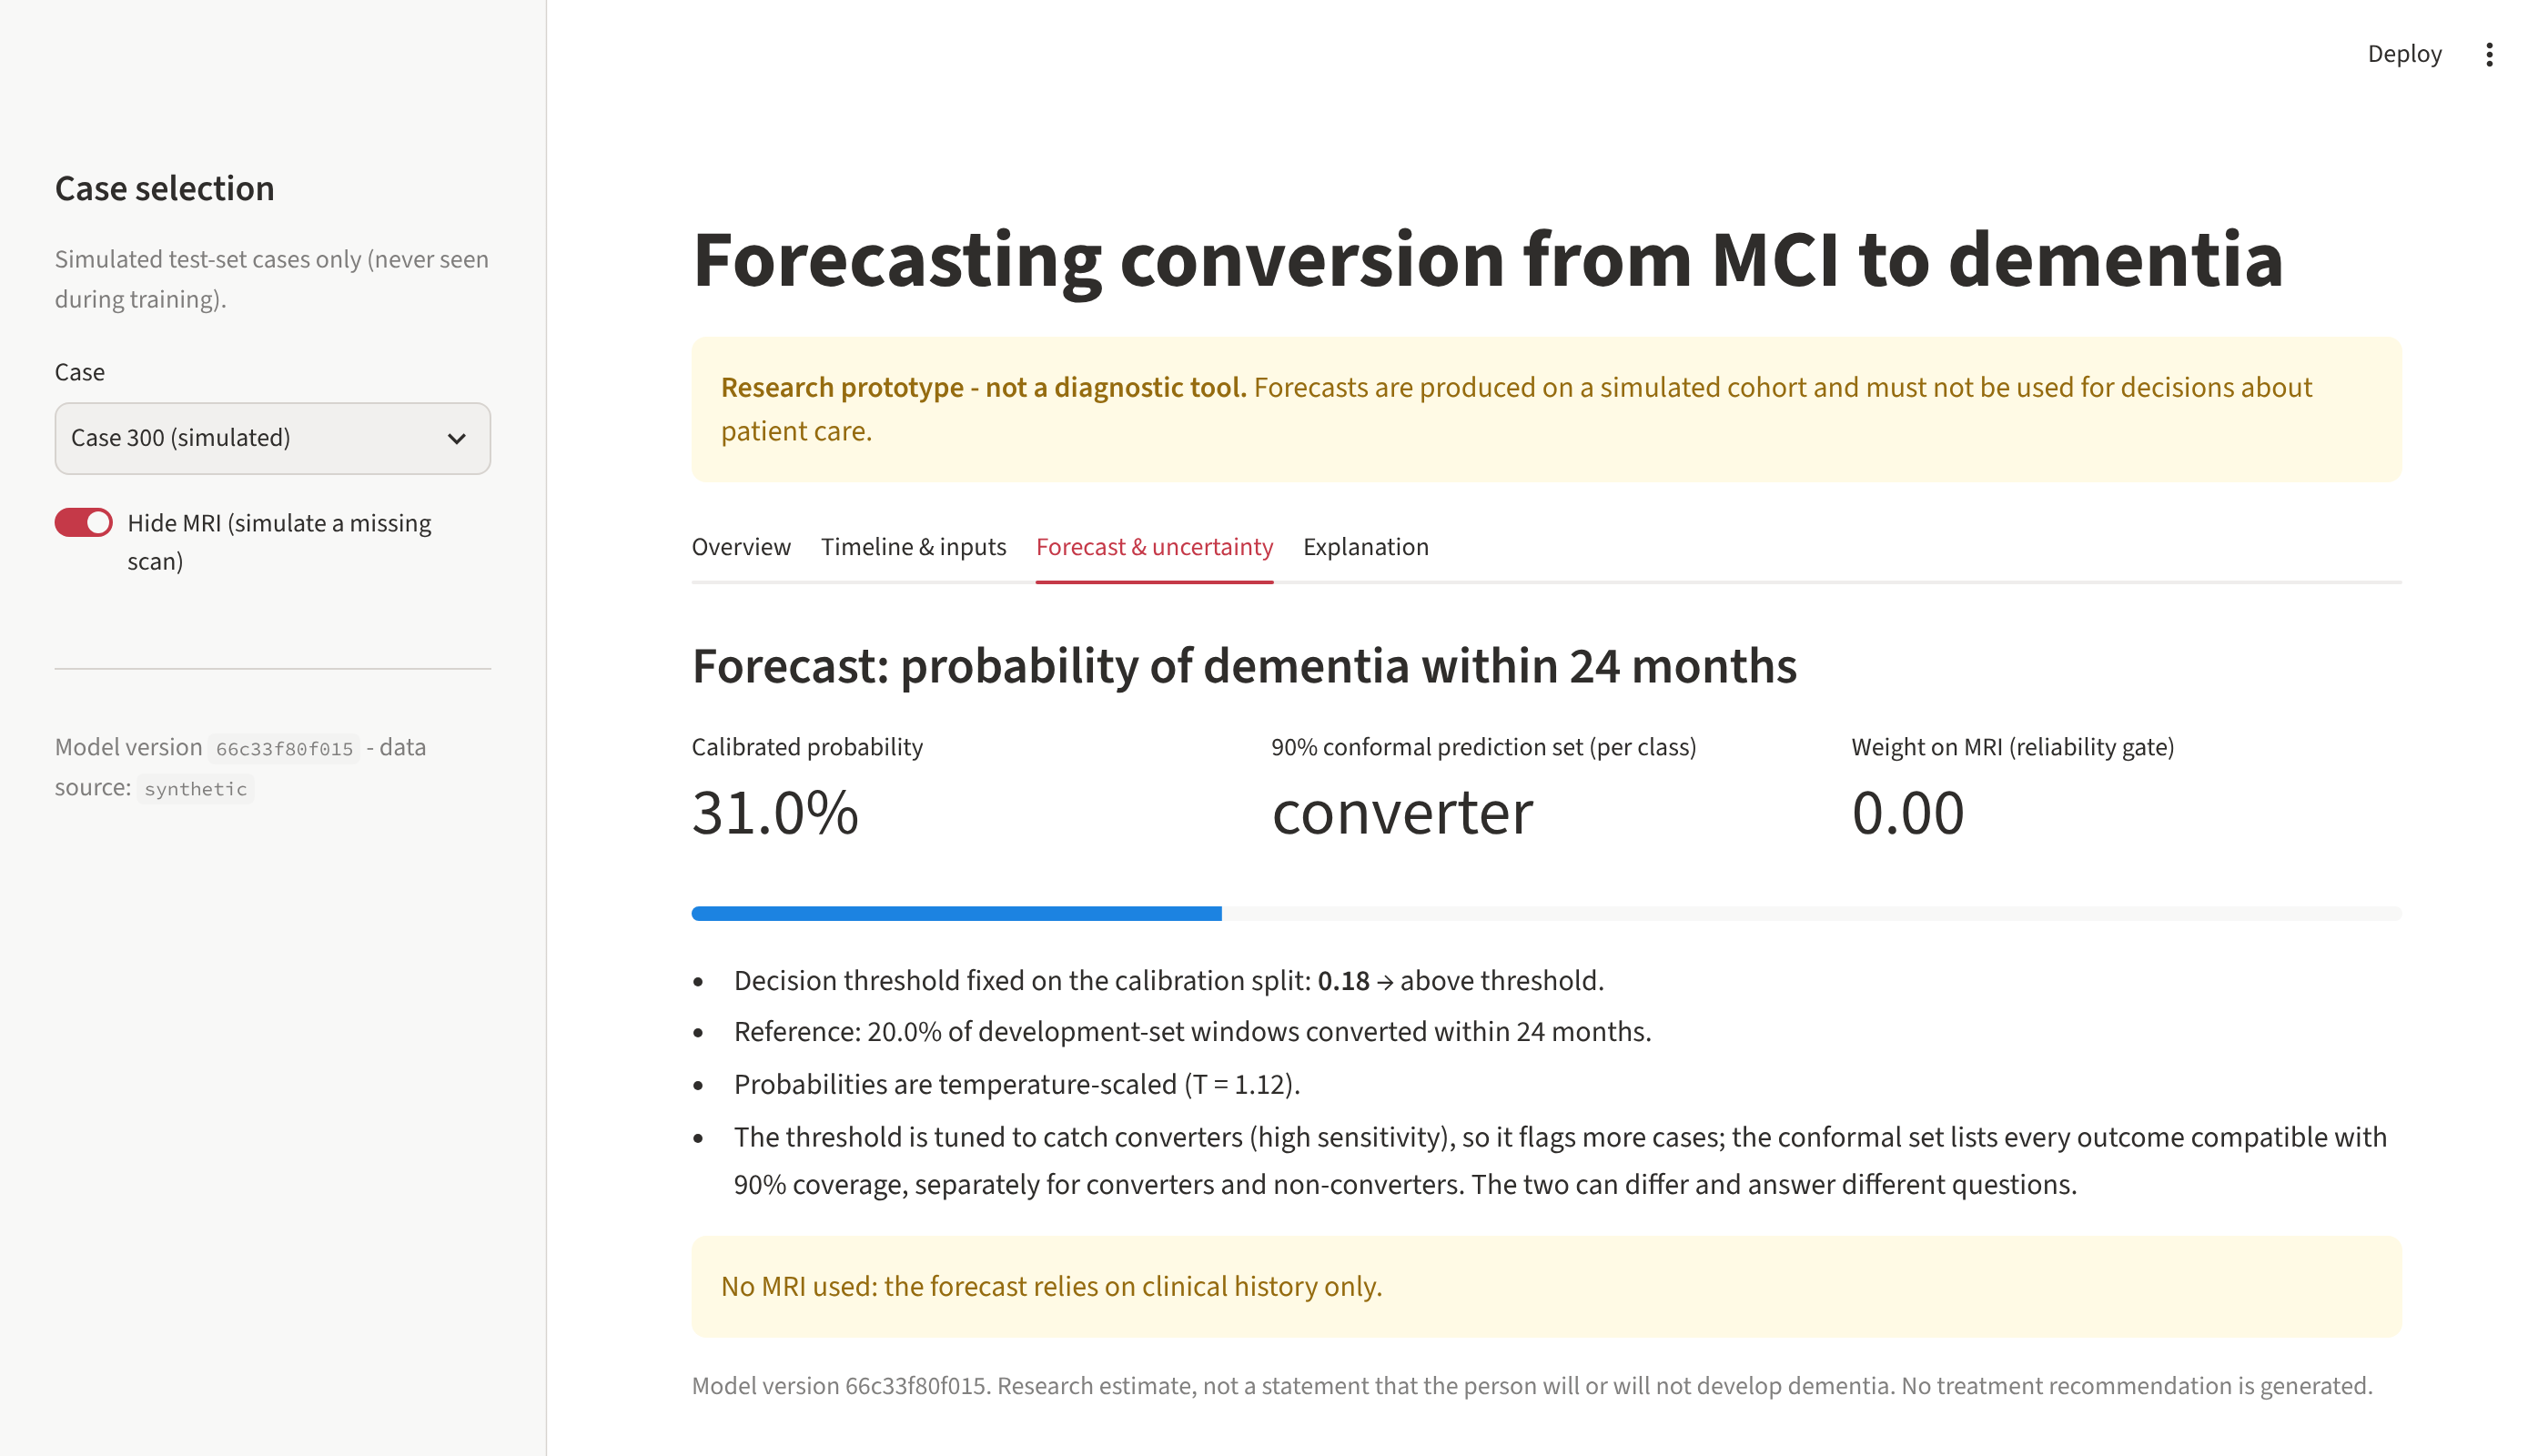 Deploy
Case selection
Simulated test-set cases only (never seen
during training).
Case
Case 300 (simulated)
Hide MRI (simulate a missing
scan)
Model version 66c33f80f015 - data
source: synthetic
Forecasting conversion from MCI to dementia
Research prototype - not a diagnostic tool. Forecasts are produced on a simulated cohort and must not be used for decisions about
patient care.
Overview Timeline & inputs Forecast & uncertainty Explanation
Forecast: probability of dementia within 24 months
Calibrated probability 90% conformal prediction set (per class) Weight on MRI (reliability gate)
31.0% converter 0.00
• Decision threshold fixed on the calibration split: 0.18 → above threshold.
• Reference: 20.0% of development-set windows converted within 24 months.
• Probabilities are temperature-scaled (T = 1.12).
• The threshold is tuned to catch converters (high sensitivity), so it flags more cases; the conformal set lists every outcome compatible with
90% coverage, separately for converters and non-converters. The two can differ and answer different questions.
No MRI used: the forecast relies on clinical history only.
Model version 66c33f80f015. Research estimate, not a statement that the person will or will not develop dementia. No treatment recommendation is generated.